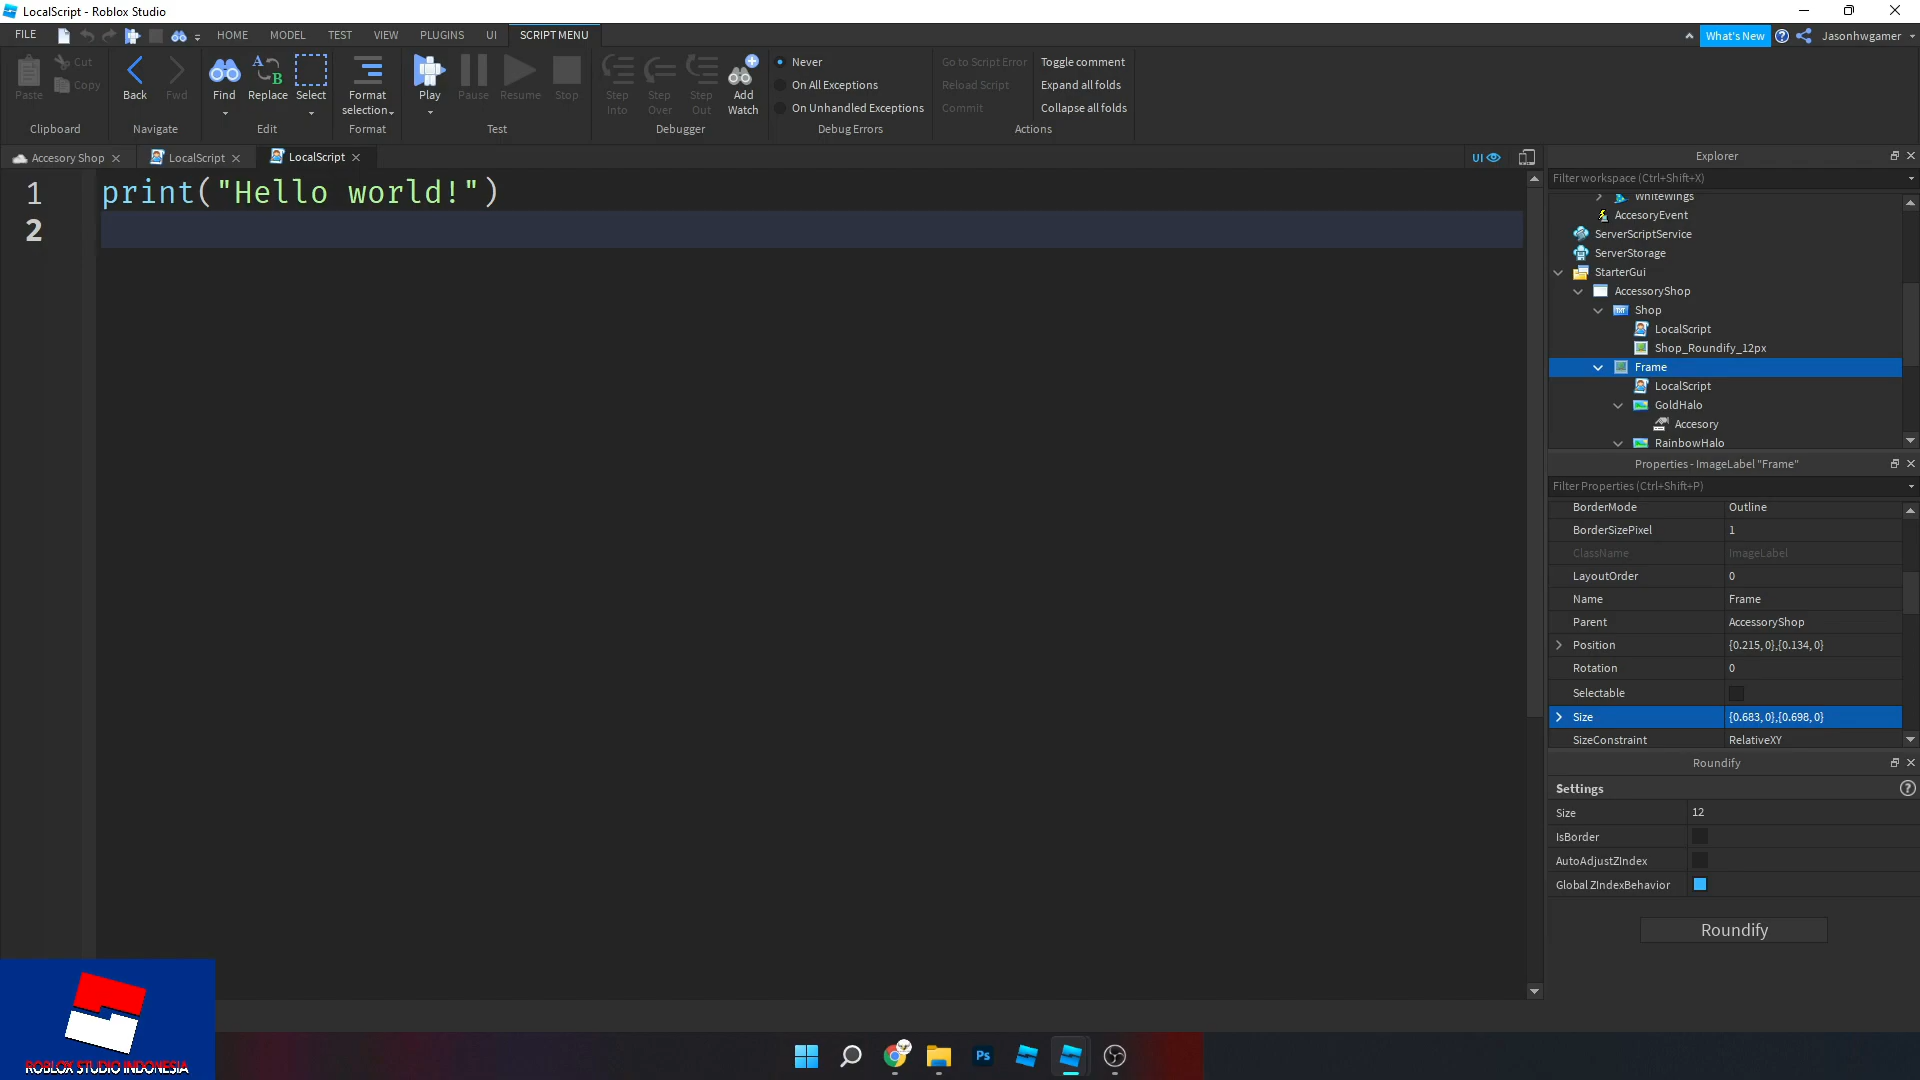 LocalScript - Roblox Studio
FILE HOME MODEL TEST VIEW PLUGINS UI SCRIPT MENU What's New Jasonhwgamer
Paste Cut Copy Clipboard
Back Fwd Navigate
Find Replace Select Edit
Format selection Format
Play Pause Resume Stop Test
Step Into Step Over Step Out Add Watch Debugger
Never
On All Exceptions
On Unhandled Exceptions
Debug Errors
Go to Script Error Toggle comment
Reload Script Expand all folds
Commit Collapse all folds
Actions
Accesory Shop LocalScript LocalScript UI
1 print("Hello world!")
2
Explorer
Filter workspace (Ctrl+Shift+X)
WhiteWings
AccesoryEvent
ServerScriptService
ServerStorage
StarterGui
AccessoryShop
Shop
LocalScript
Shop_Roundify_12px
Frame
LocalScript
GoldHalo
Accesory
RainbowHalo
Properties - ImageLabel "Frame"
Filter Properties (Ctrl+Shift+P)
BorderMode Outline
BorderSizePixel 1
ClassName ImageLabel
LayoutOrder 0
Name Frame
Parent AccessoryShop
Position {0.215, 0},{0.134, 0}
Rotation 0
Selectable
Size {0.683, 0},{0.698, 0}
SizeConstraint RelativeXY
Roundify
Settings
Size 12
IsBorder
AutoAdjustZIndex
Global ZIndexBehavior
Roundify
ROBLOX STUDIO INDONESIA
Ps